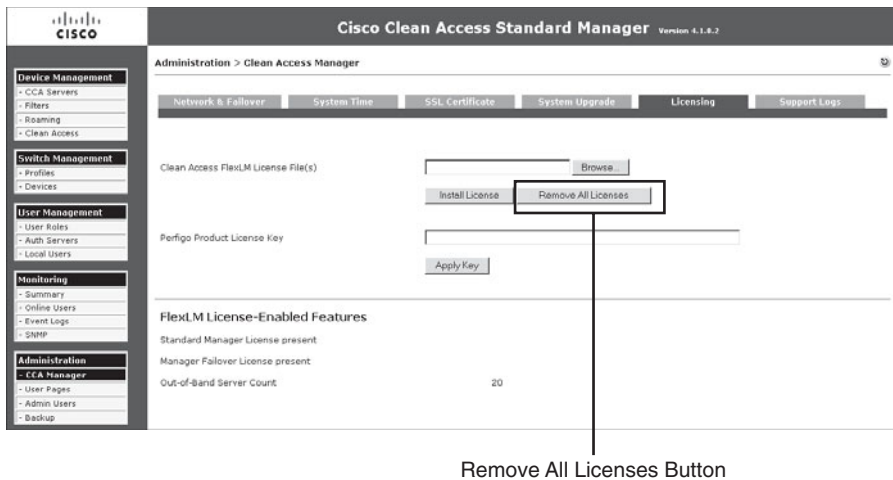 CISCO
Cisco Clean Access Standard Manager Version 4.1.0.2
Administration > Clean Access Manager
Device Management
- CCA Servers
- Filters
- Roaming
- Clean Access
Switch Management
- Profiles
- Devices
User Management
- User Roles
- Auth Servers
- Local Users
Monitoring
- Summary
- Online Users
- Event Logs
- SNMP
Administration
- CCA Manager
- User Pages
- Admin Users
- Backup
Network & Failover System Time SSL Certificate System Upgrade Licensing Support Logs
Clean Access FlexLM License File(s) Browse...
Install License Remove All Licenses
Perfigo Product License Key
Apply Key
FlexLM License-Enabled Features
Standard Manager License present
Manager Failover License present
Out-of-Band Server Count 20
Remove All Licenses Button